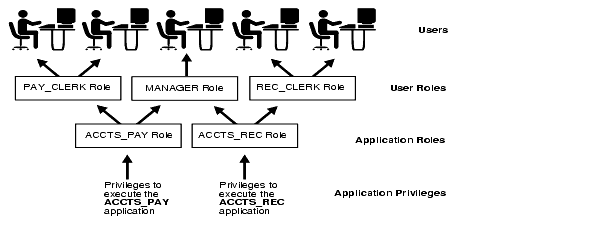 Users
PAY_CLERK Role
MANAGER Role
REC_CLERK Role
User Roles
ACCTS_PAY Role
ACCTS_REC Role
Application Roles
Privileges to
execute the
ACCTS_PAY
application
Privileges to
execute the
ACCTS_REC
application
Application Privileges